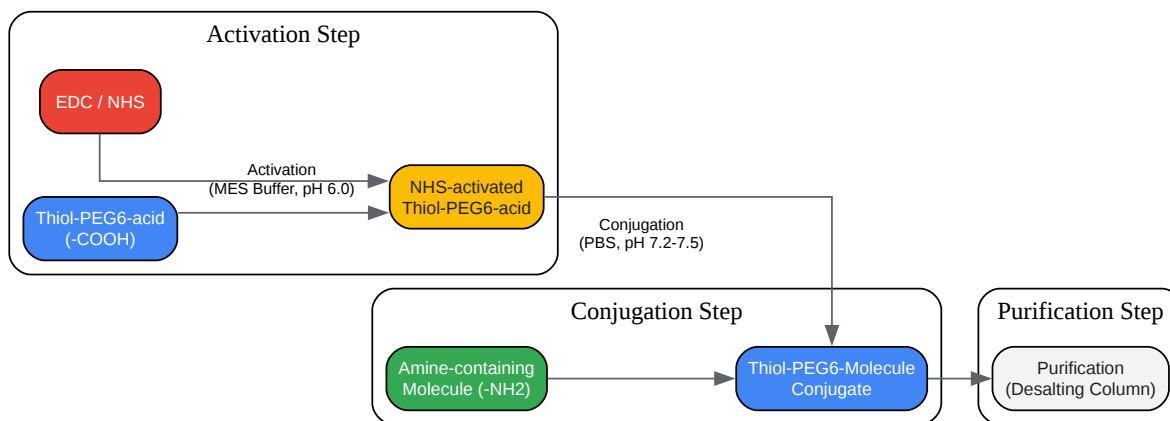 Activation Step
EDC / NHS
Activation
(MES Buffer, pH 6.0)
Thiol-PEG6-acid
(-COOH)
NHS-activated
Thiol-PEG6-acid
Conjugation
(PBS, pH 7.2-7.5)
Conjugation Step
Amine-containing
Molecule (-NH2)
Thiol-PEG6-Molecule
Conjugate
Purification Step
Purification
(Desalting Column)